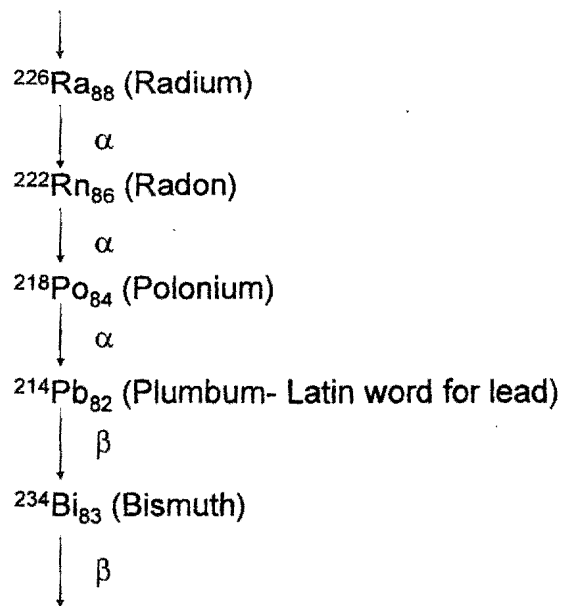 ²²⁶Ra₈₈ (Radium)
α
²²²Rn₈₆ (Radon)
α
²¹⁸Po₈₄ (Polonium)
α
²¹⁴Pb₈₂ (Plumbum- Latin word for lead)
β
²³⁴Bi₈₃ (Bismuth)
β